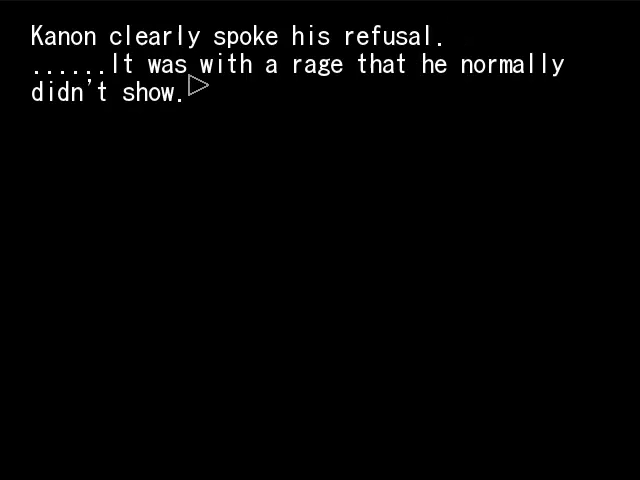 Kanon clearly spoke his refusal.
......It was with a rage that he normally
didn't show.